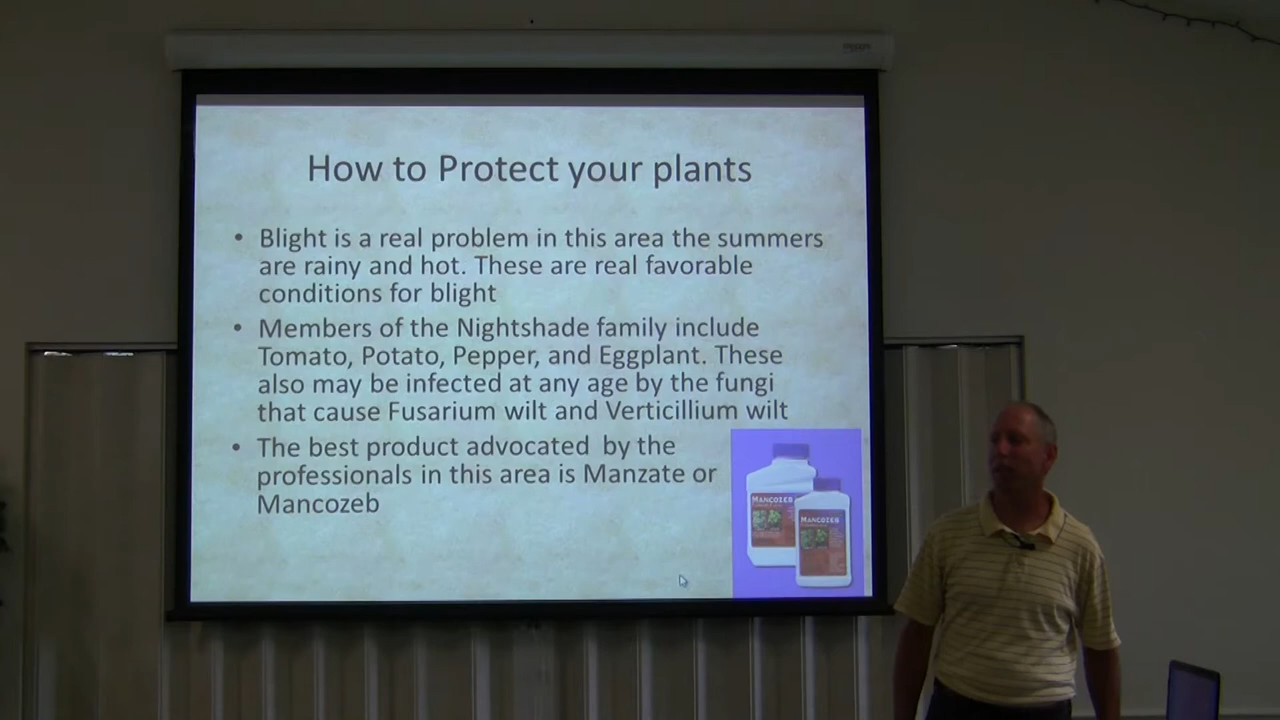 How to Protect your plants
• Blight is a real problem in this area the summers
are rainy and hot. These are real favorable
conditions for blight
• Members of the Nightshade family include
Tomato, Potato, Pepper, and Eggplant. These
also may be infected at any age by the fungi
that cause Fusarium wilt and Verticillium wilt
• The best product advocated by the
professionals in this area is Manzate or
Mancozeb
MANCOZEB
MANCOZEB